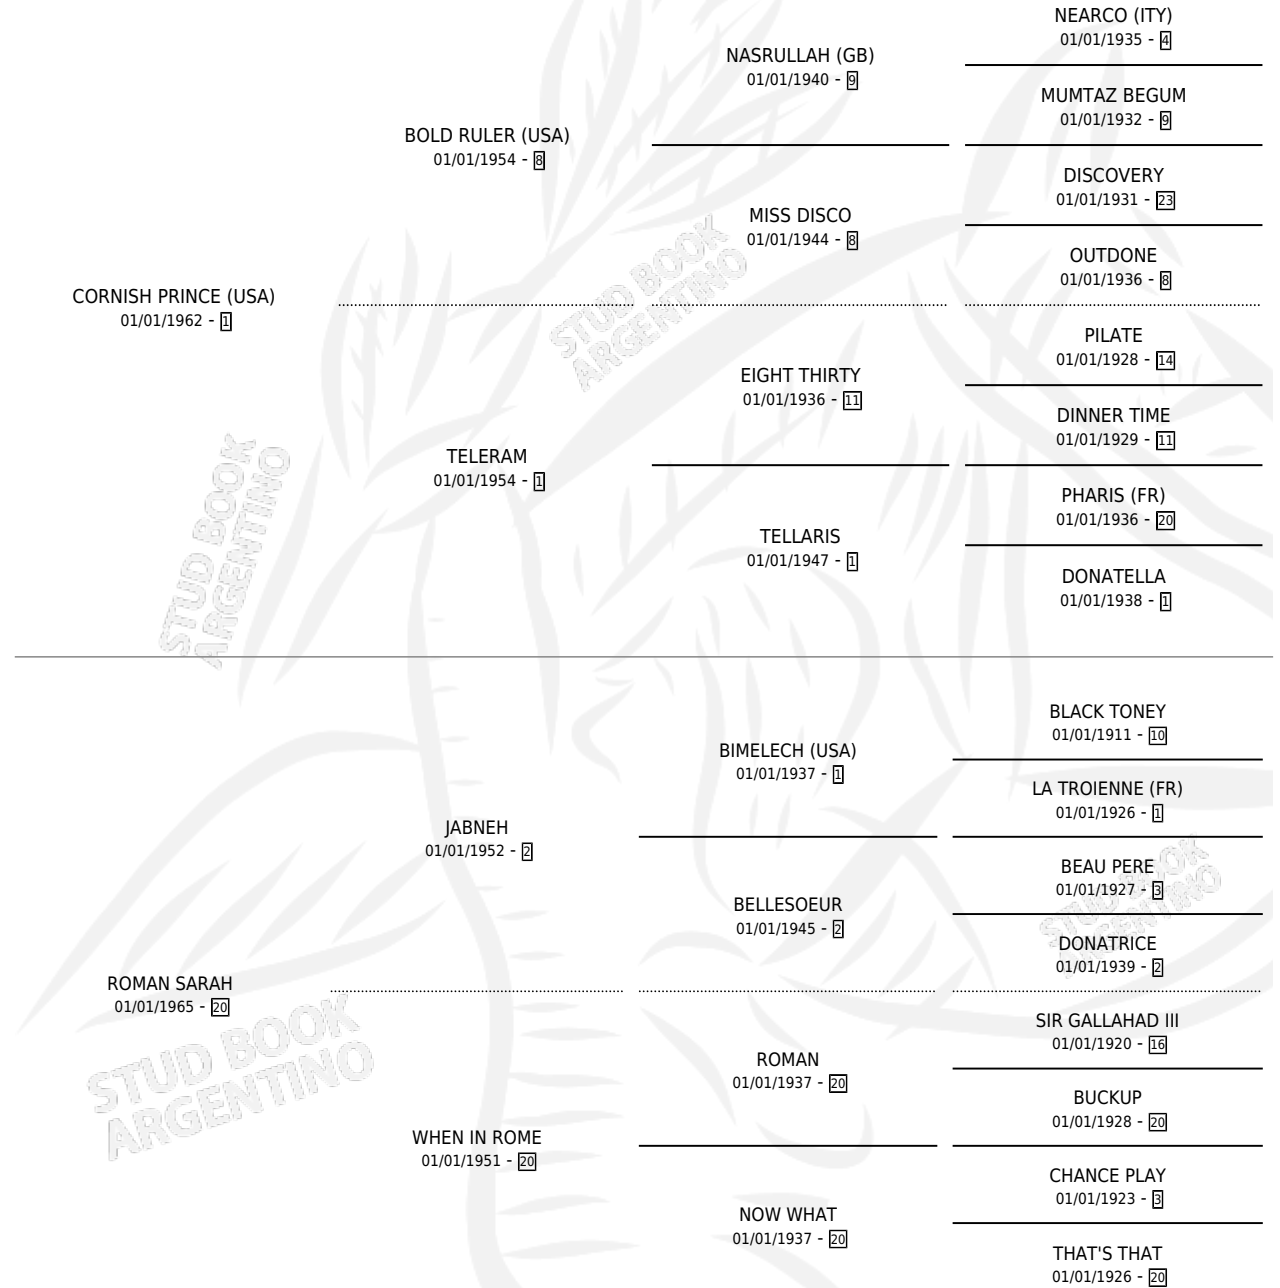 NEARCO (ITY)
01/01/1935 - 4
NASRULLAH (GB)
01/01/1940 - 9
MUMTAZ BEGUM
01/01/1932 - 9
BOLD RULER (USA)
01/01/1954 - 8
DISCOVERY
01/01/1931 - 23
MISS DISCO
01/01/1944 - 8
OUTDONE
01/01/1936 - 8
CORNISH PRINCE (USA)
01/01/1962 - 1
STUD BOOK
ARGENTINO
PILATE
01/01/1928 - 14
EIGHT THIRTY
01/01/1936 - 11
DINNER TIME
01/01/1929 - 11
TELERAM
01/01/1954 - 1
PHARIS (FR)
01/01/1936 - 20
TELLARIS
01/01/1947 - 1
DONATELLA
01/01/1938 - 1
STUD BOOK
ARGENTINO
BLACK TONEY
01/01/1911 - 10
BIMELECH (USA)
01/01/1937 - 1
LA TROIENNE (FR)
01/01/1926 - 1
JABNEH
01/01/1952 - 2
BEAU PERE
01/01/1927 - 3
BELLESOEUR
01/01/1945 - 2
DONATRICE
01/01/1939 - 2
STUD BOOK
ARGENTINO
ROMAN SARAH
01/01/1965 - 20
SIR GALLAHAD III
01/01/1920 - 16
ROMAN
01/01/1937 - 20
BUCKUP
01/01/1928 - 20
STUD BOOK
ARGENTINO
WHEN IN ROME
01/01/1951 - 20
CHANCE PLAY
01/01/1923 - 3
NOW WHAT
01/01/1937 - 20
THAT'S THAT
01/01/1926 - 20